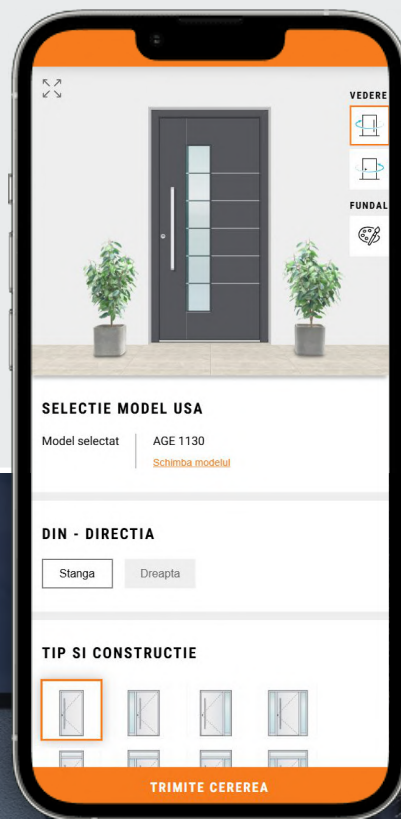 VEDERE
FUNDAL
SELECTIE MODEL USA
Model selectat
AGE 1130
Schimba modelul
DIN - DIRECTIA
Stanga
Dreapta
TIP SI CONSTRUCTIE
TRIMITE CEREREA